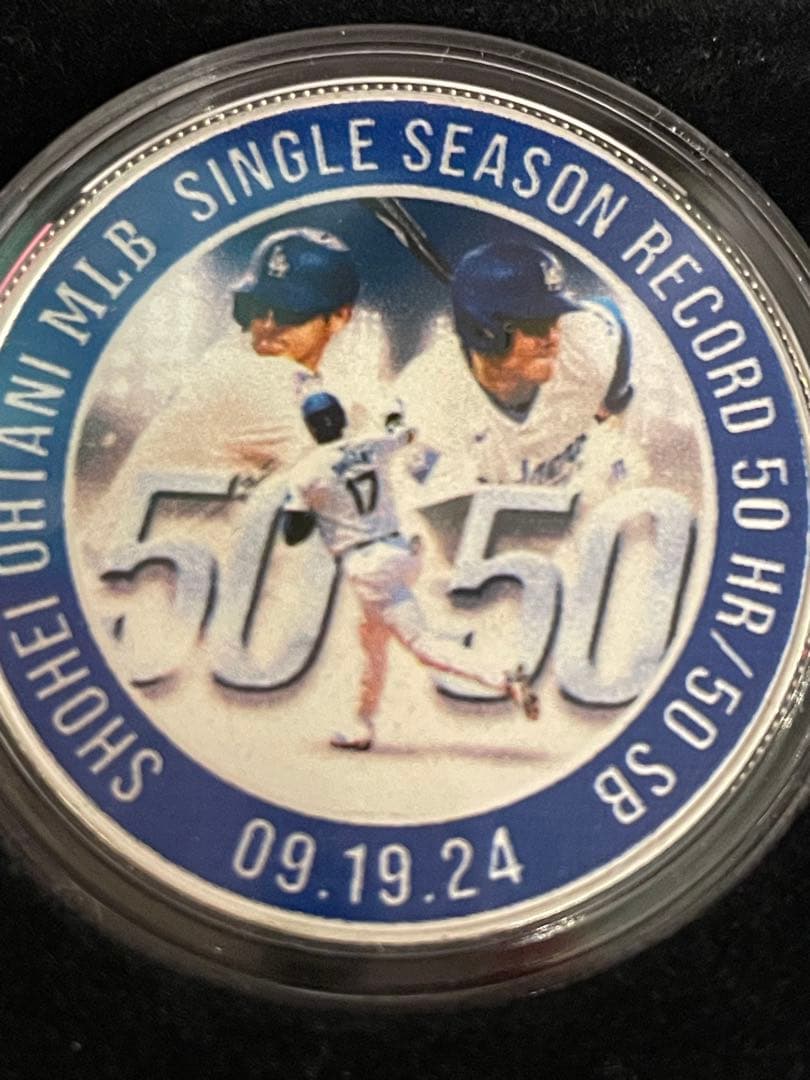 SHOHEI OHTANI MLB SINGLE SEASON RECORD 50 HR/50 SB
50 50
17
09.19.24